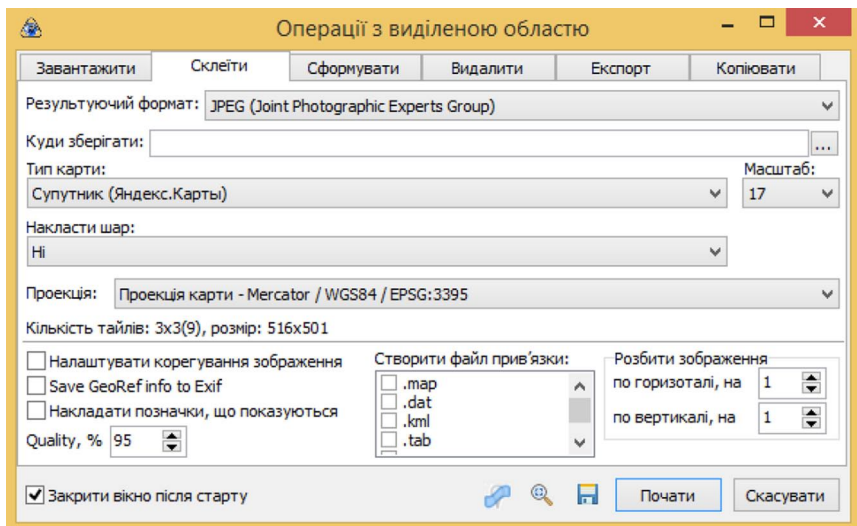 Операції з виділеною областю
Завантажити Склеїти Сформувати Видалити Експорт Копіювати
Результуючий формат: JPEG (Joint Photographic Experts Group)
Куди зберігати: ...
Тип карти: Масштаб:
Супутник (Яндекс.Карты) 17
Накласти шар:
Ні
Проекція: Проекція карти - Mercator / WGS84 / EPSG:3395
Кількість тайлів: 3x3(9), розмір: 516x501
Налаштувати корегування зображення Створити файл прив'язки: Розбити зображення
Save GeoRef info to Exif .map по горизоталі, на 1
Накладати позначки, що показуються .dat
.kml по вертикалі, на 1
Quality, % 95 .tab
Закрити вікно після старту Почати Скасувати